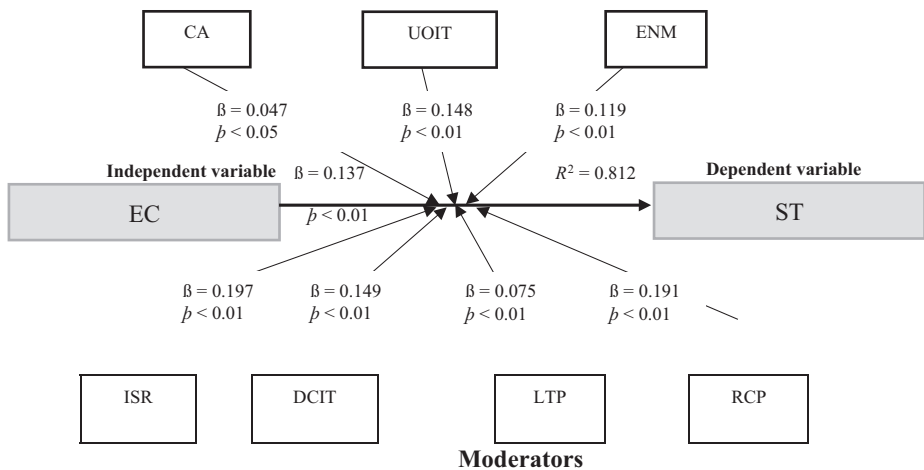 CA
UOIT
ENM
ß = 0.047
þ < 0.05
ß = 0.148
þ < 0.01
ß = 0.119
þ < 0.01
Independent variable
ß = 0.137
R² = 0.812
Dependent variable
EC
þ < 0.01
ST
ß = 0.197
þ < 0.01
ß = 0.149
þ < 0.01
ß = 0.075
þ < 0.01
ß = 0.191
þ < 0.01
ISR
DCIT
LTP
RCP
Moderators